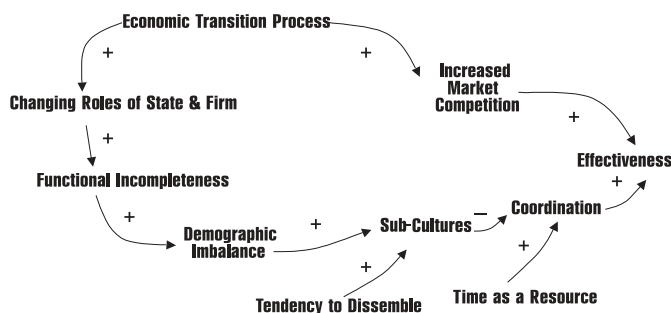 Economic Transition Process
+
+
Increased
Market
Competition
Changing Roles of State & Firm
+
+
Effectiveness
Functional Incompleteness
+
+
Demographic
Imbalance
+
Sub-Cultures
−
Coordination
+
+
Tendency to Dissemble
Time as a Resource